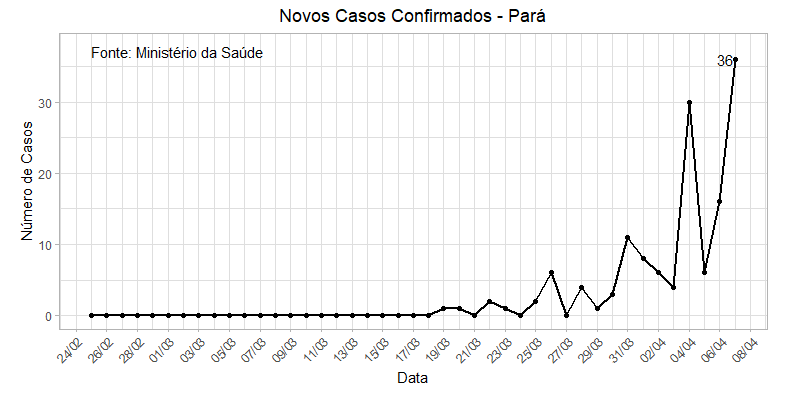 Novos Casos Confirmados - Pará
Fonte: Ministério da Saúde
36
Número de Casos
30
20
10
0
24/02 26/02 28/02 01/03 03/03 05/03 07/03 09/03 11/03 13/03 15/03 17/03 19/03 21/03 23/03 25/03 27/03 29/03 31/03 02/04 04/04 06/04 08/04
Data